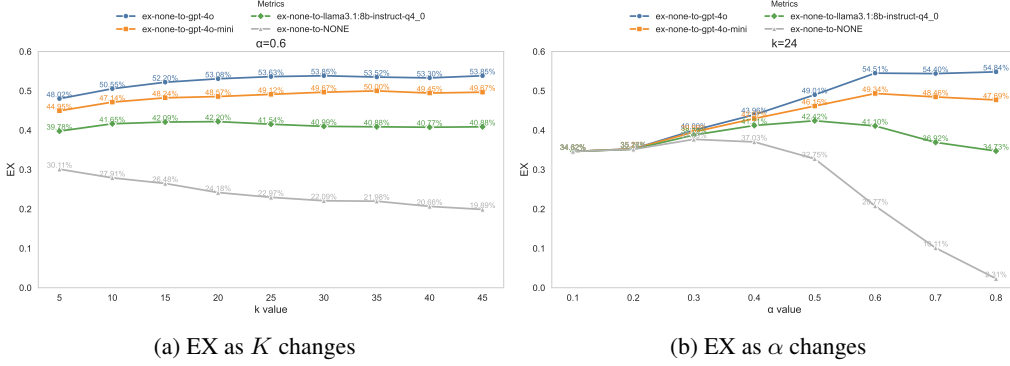 Metrics
ex-none-to-gpt-4o
ex-none-to-llama3.1:8b-instruct-q4_0
ex-none-to-gpt-4o-mini
ex-none-to-NONE
α=0.6
0.6
0.5
0.4
0.3
0.2
0.1
0.0
EX
48.02% 50.55% 52.20% 53.08% 53.63% 53.85% 53.52% 53.30% 53.85%
44.95% 47.14% 48.24% 48.57% 49.12% 49.67% 50.00% 49.45% 49.67%
39.78% 41.65% 42.09% 42.20% 41.54% 40.99% 40.88% 40.77% 40.88%
30.11% 27.91% 26.48% 24.18% 22.97% 22.09% 21.98% 20.66% 19.89%
5 10 15 20 25 30 35 40 45
k value
(a) EX as K changes
Metrics
ex-none-to-gpt-4o
ex-none-to-llama3.1:8b-instruct-q4_0
ex-none-to-gpt-4o-mini
ex-none-to-NONE
k=24
0.6
0.5
0.4
0.3
0.2
0.1
0.0
EX
43.96% 49.01% 54.51% 54.40% 54.84%
46.15% 49.34% 48.46% 47.69%
42.42% 41.10% 36.92% 34.73%
34.62% 37.03% 32.75% 20.77% 10.11% 2.31%
0.1 0.2 0.3 0.4 0.5 0.6 0.7 0.8
α value
(b) EX as α changes